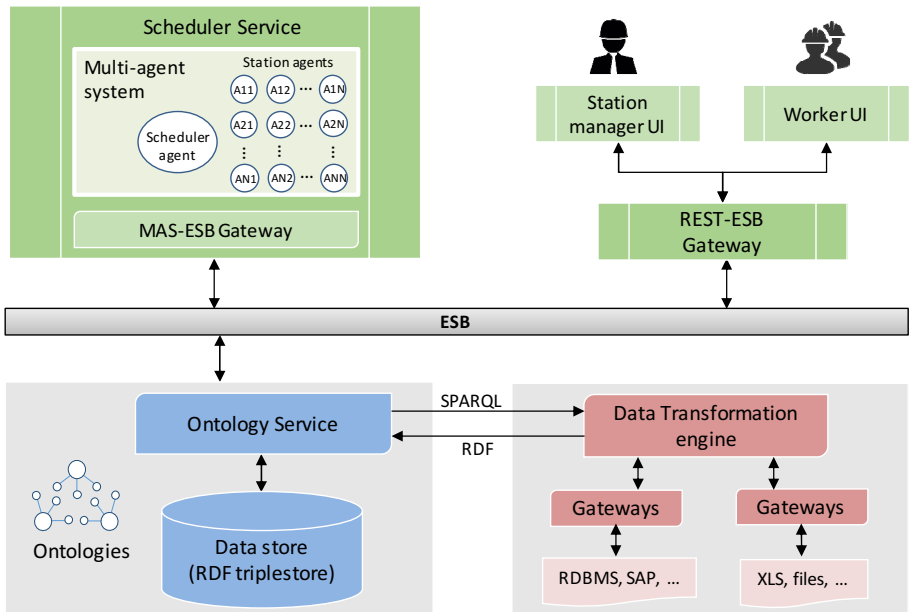 Scheduler Service
Multi-agent
system
Station agents
A11 A12 ··· A1N
A21 A22 ··· A2N
Scheduler
agent
AN1 AN2 ··· ANN
MAS-ESB Gateway
Station
manager UI
Worker UI
REST-ESB
Gateway
ESB
Ontology Service
SPARQL
RDF
Data Transformation
engine
Ontologies
Data store
(RDF triplestore)
Gateways
Gateways
RDBMS, SAP, ...
XLS, files, ...